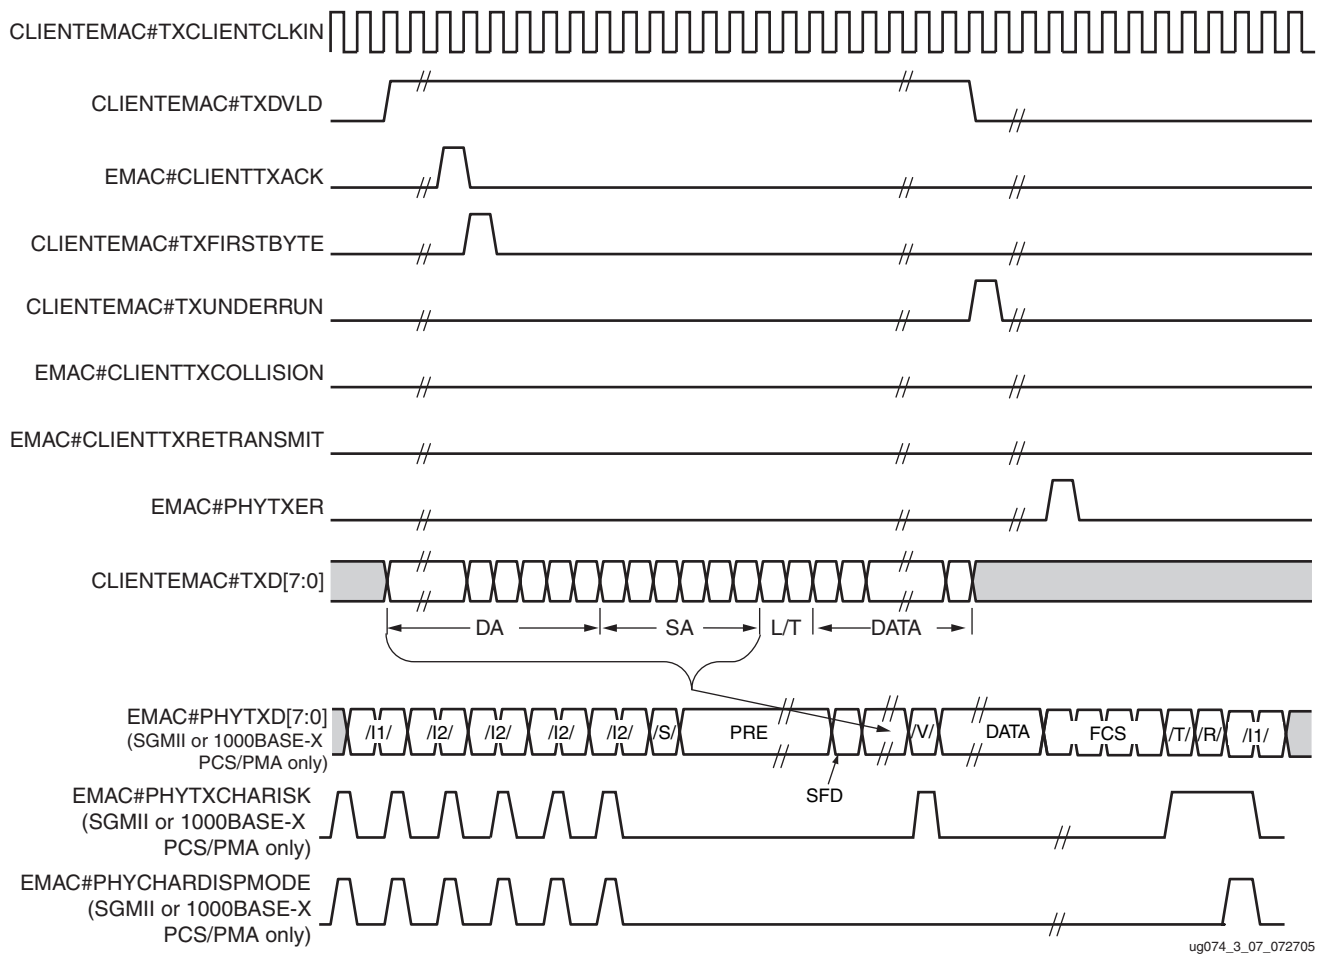 CLIENTEMAC#TXCLIENTCLKIN
CLIENTEMAC#TXDVLD
EMAC#CLIENTTXACK
CLIENTEMAC#TXFIRSTBYTE
CLIENTEMAC#TXUNDERRUN
EMAC#CLIENTTXCOLLISION
EMAC#CLIENTTXRETRANSMIT
EMAC#PHYTXER
CLIENTEMAC#TXD[7:0]
DA SA L/T DATA
EMAC#PHYTXD[7:0]
(SGMII or 1000BASE-X
PCS/PMA only)
/I1/ /I2/ /I2/ /I2/ /I2/ /S/ PRE /V/ DATA FCS /T/ /R/ /I1/
SFD
EMAC#PHYTXCHARISK
(SGMII or 1000BASE-X
PCS/PMA only)
EMAC#PHYCHARDISPMODE
(SGMII or 1000BASE-X
PCS/PMA only)
ug074_3_07_072705